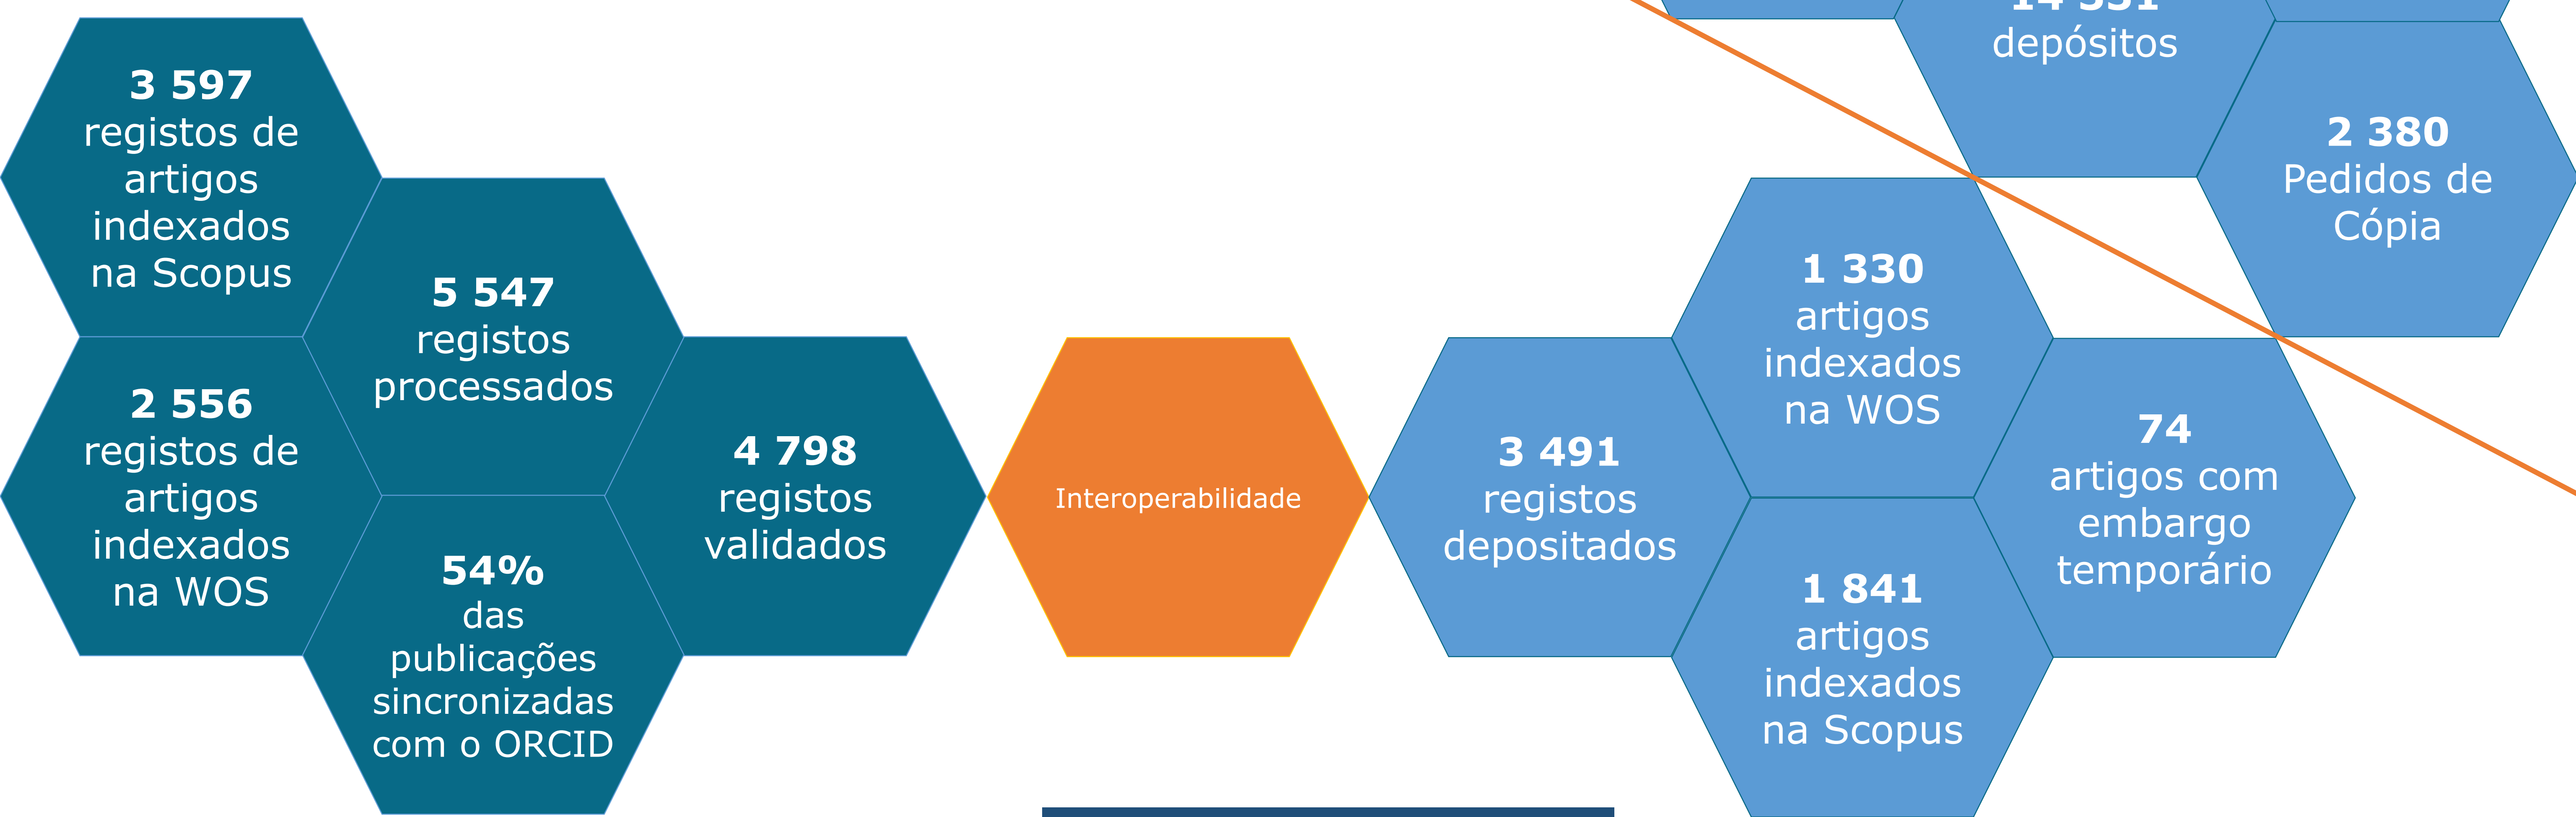 3 597
registos de
artigos
indexados
na Scopus
2 556
registos de
artigos
indexados
na WOS
5 547
registos
processados
54%
das
publicações
sincronizadas
com o ORCID
4 798
registos
validados
Interoperabilidade
3 491
registos
depositados
1 330
artigos
indexados
na WOS
1 841
artigos
indexados
na Scopus
74
artigos com
embargo
temporário
depósitos
2 380
Pedidos de
Cópia